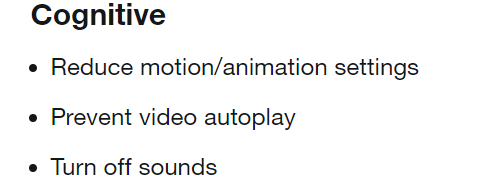 Cognitive
• Reduce motion/animation settings
• Prevent video autoplay
• Turn off sounds